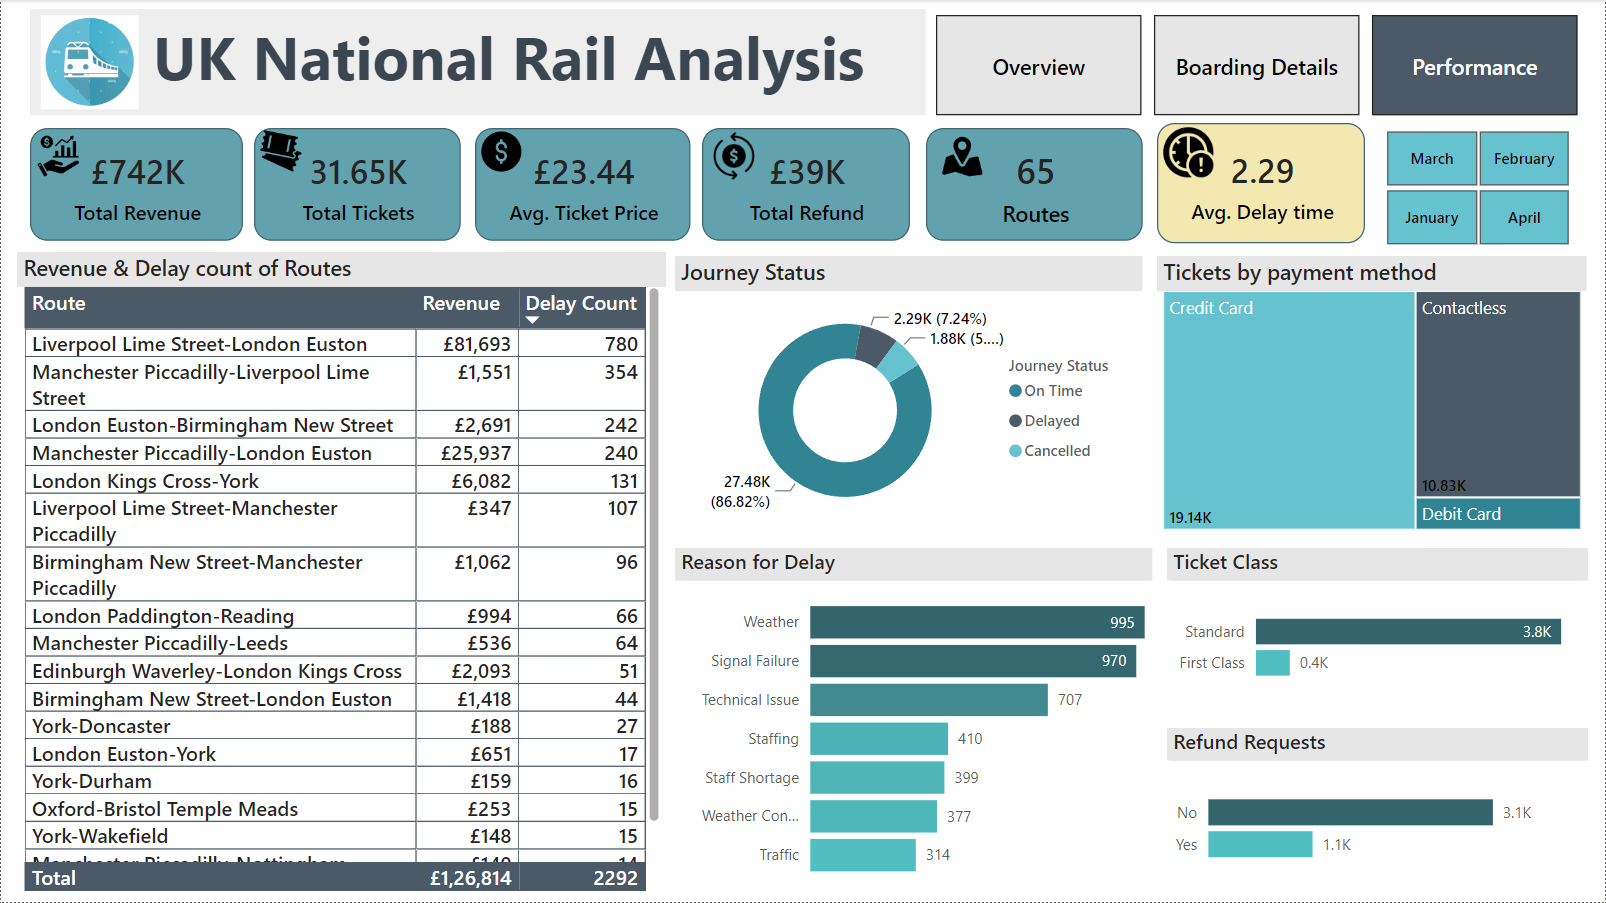 UK National Rail Analysis
Overview
Boarding Details
Performance
£742K
Total Revenue
31.65K
Total Tickets
£23.44
Avg. Ticket Price
£39K
Total Refund
65
Routes
2.29
Avg. Delay time
March
February
January
April
Revenue & Delay count of Routes
Route Revenue Delay Count
Liverpool Lime Street-London Euston £81,693 780
Manchester Piccadilly-Liverpool Lime £1,551 354
Street
London Euston-Birmingham New Street £2,691 242
Manchester Piccadilly-London Euston £25,937 240
London Kings Cross-York £6,082 131
Liverpool Lime Street-Manchester £347 107
Piccadilly
Birmingham New Street-Manchester £1,062 96
Piccadilly
London Paddington-Reading £994 66
Manchester Piccadilly-Leeds £536 64
Edinburgh Waverley-London Kings Cross £2,093 51
Birmingham New Street-London Euston £1,418 44
York-Doncaster £188 27
London Euston-York £651 17
York-Durham £159 16
Oxford-Bristol Temple Meads £253 15
York-Wakefield £148 15
Manchester Piccadilly-Nottingham
Total £1,26,814 2292
Journey Status
2.29K (7.24%)
1.88K (5....)
27.48K
(86.82%)
Journey Status
On Time
Delayed
Cancelled
Tickets by payment method
Credit Card
19.14K
Contactless
10.83K
Debit Card
Reason for Delay
Weather 995
Signal Failure 970
Technical Issue 707
Staffing 410
Staff Shortage 399
Weather Con... 377
Traffic 314
Ticket Class
Standard 3.8K
First Class 0.4K
Refund Requests
No 3.1K
Yes 1.1K